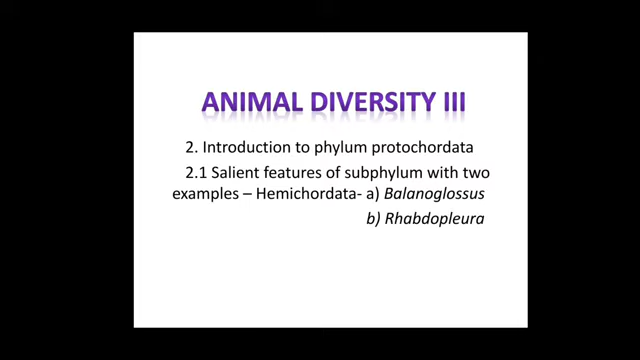 ANIMAL DIVERSITY III
2. Introduction to phylum protochordata
2.1 Salient features of subphylum with two
examples – Hemichordata- a) Balanoglossus
b) Rhabdopleura